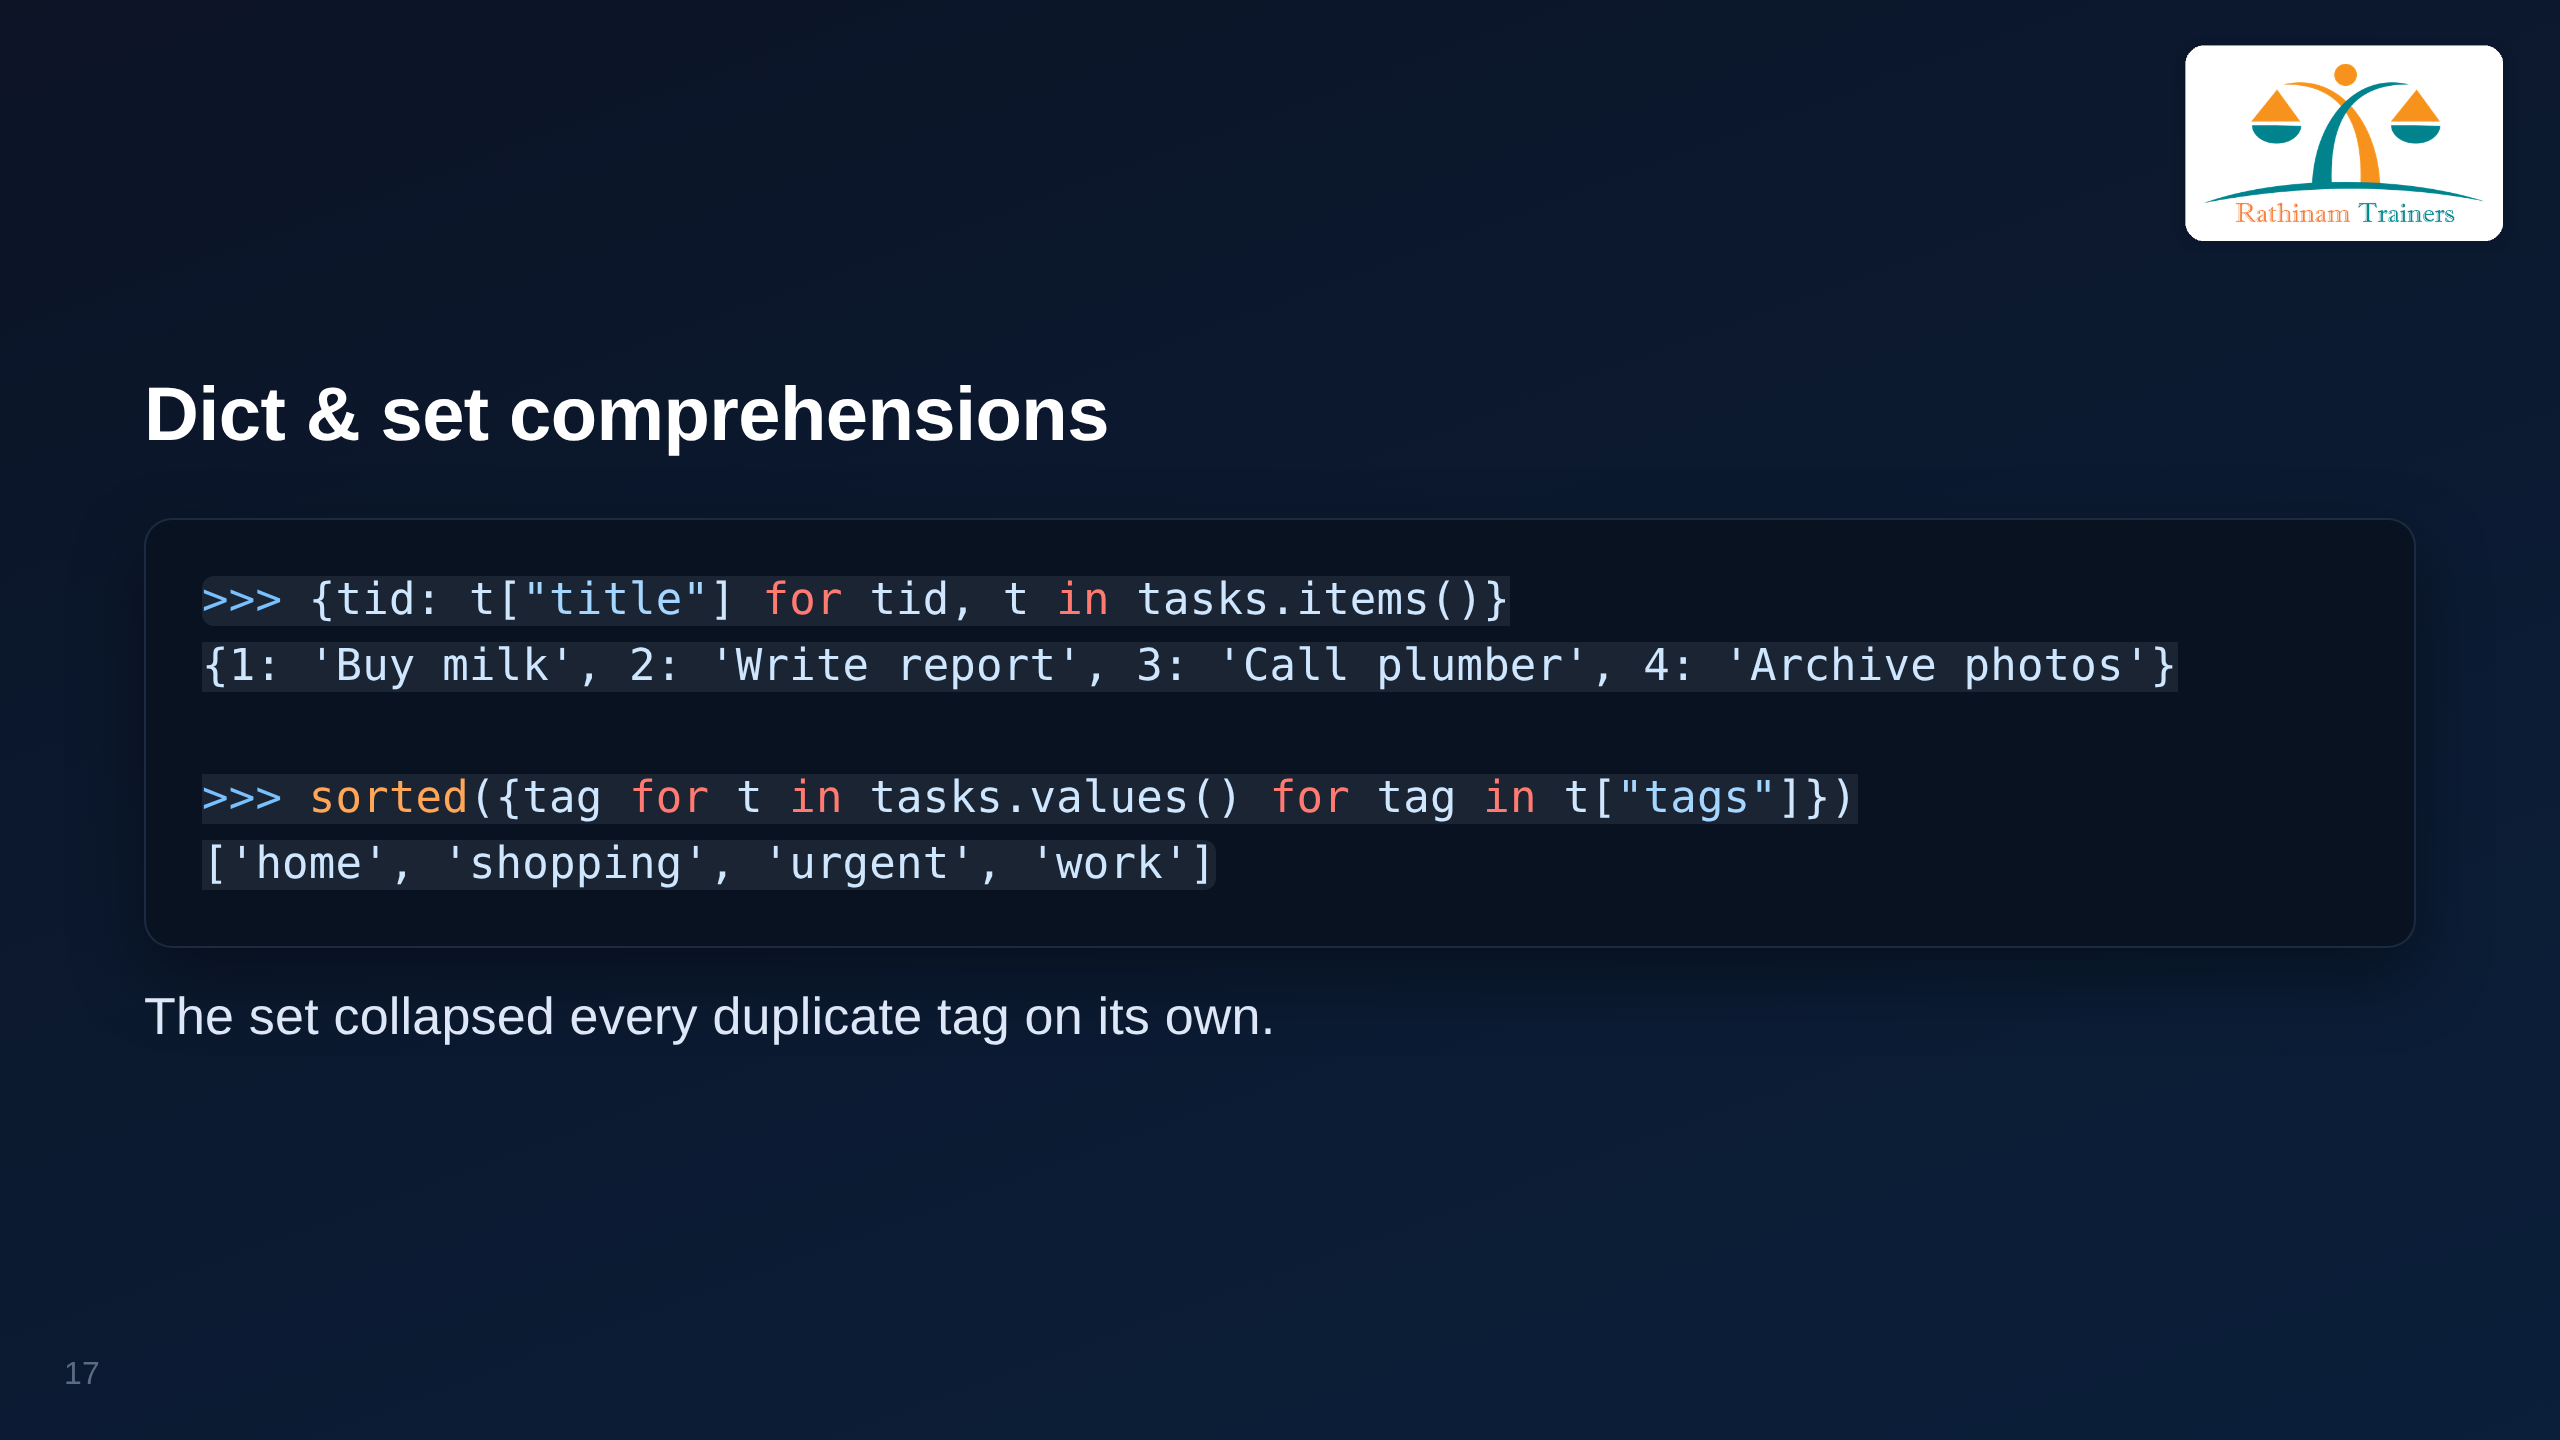 Rathinam Trainers
Dict & set comprehensions
>>> {tid: t["title"] for tid, t in tasks.items()}
{1: 'Buy milk', 2: 'Write report', 3: 'Call plumber', 4: 'Archive photos'}
>>> sorted({tag for t in tasks.values() for tag in t["tags"]})
['home', 'shopping', 'urgent', 'work']
The set collapsed every duplicate tag on its own.
17